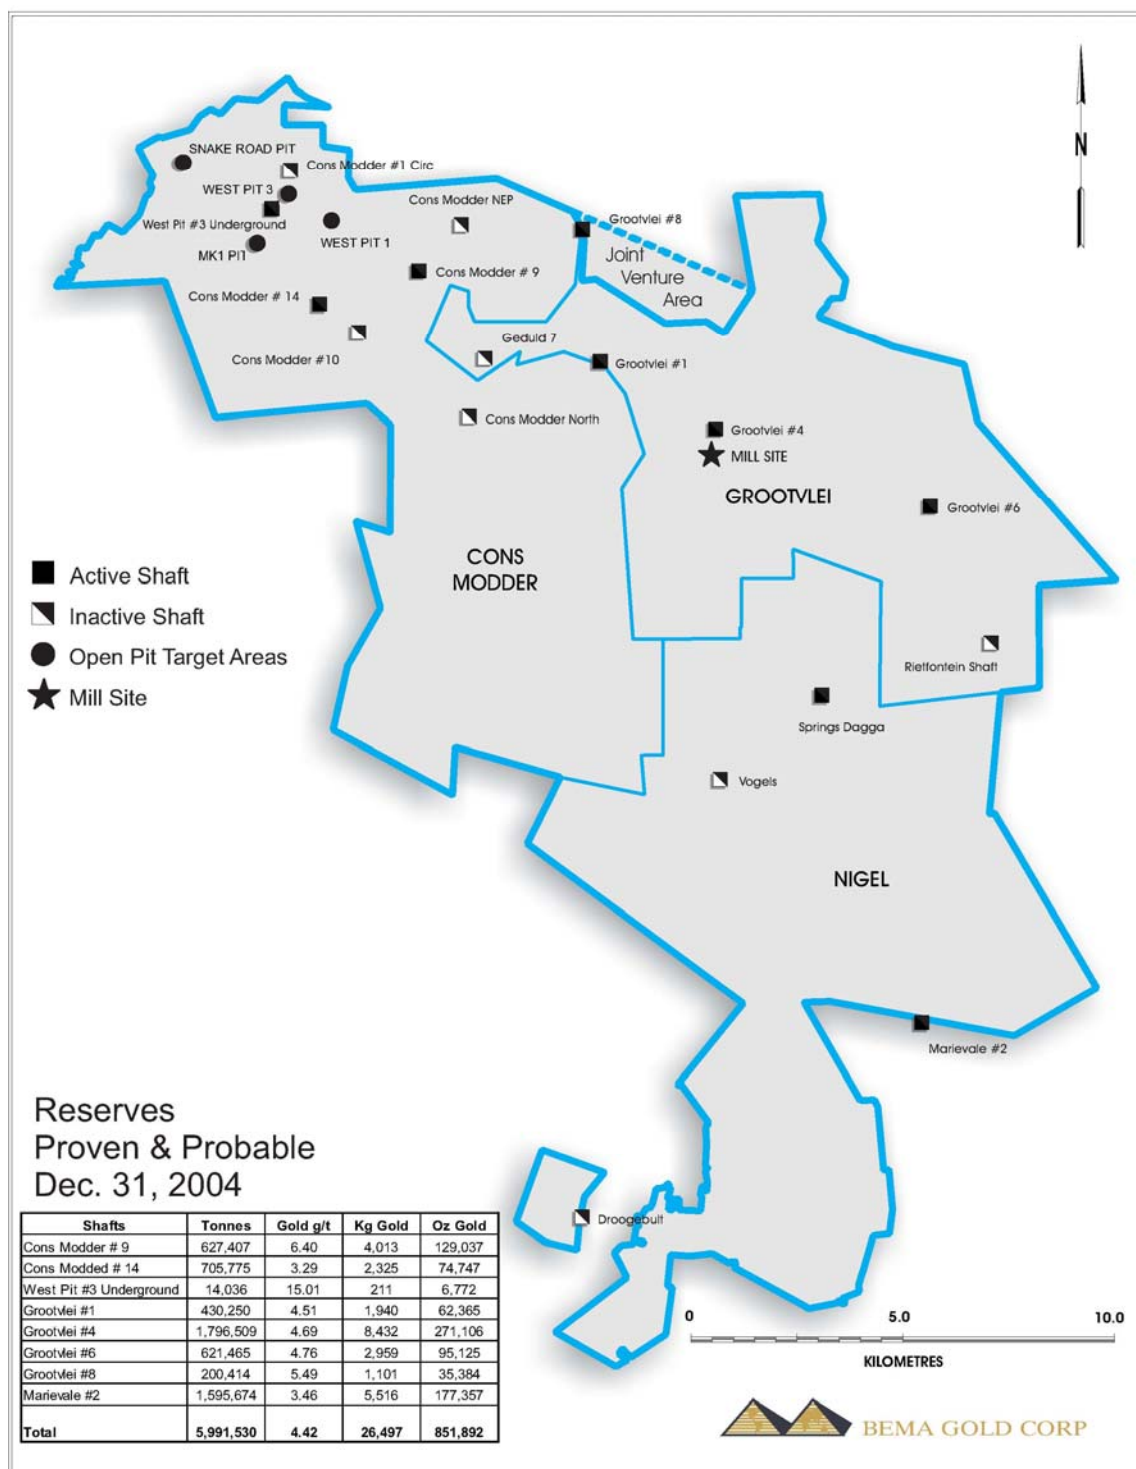 N
SNAKE ROAD PIT
Cons Modder #1 Circ
WEST PIT 3
Cons Modder NEP
West Pit #3 Underground
WEST PIT 1
Grootvlei #8
MK1 PIT
Joint
Venture
Area
Cons Modder # 9
Cons Modder # 14
Cons Modder #10
Geduld 7
Grootvlei #1
Cons Modder North
Grootvlei #4
MILL SITE
GROOTVLEI
Grootvlei #6
CONS
MODDER
Active Shaft
Inactive Shaft
Open Pit Target Areas
Mill Site
Rietfontein Shaft
Springs Dagga
Vogels
NIGEL
Marievale #2
Droogebult
Reserves
Proven & Probable
Dec. 31, 2004
Shafts Tonnes Gold g/t Kg Gold Oz Gold
Cons Modder # 9 627,407 6.40 4,013 129,037
Cons Modded # 14 705,775 3.29 2,325 74,747
West Pit #3 Underground 14,036 15.01 211 6,772
Grootvlei #1 430,250 4.51 1,940 62,365
Grootvlei #4 1,796,509 4.69 8,432 271,106
Grootvlei #6 621,465 4.76 2,959 95,125
Grootvlei #8 200,414 5.49 1,101 35,384
Marievale #2 1,595,674 3.46 5,516 177,357
Total 5,991,530 4.42 26,497 851,892
0 5.0 10.0
KILOMETRES
BEMA GOLD CORP